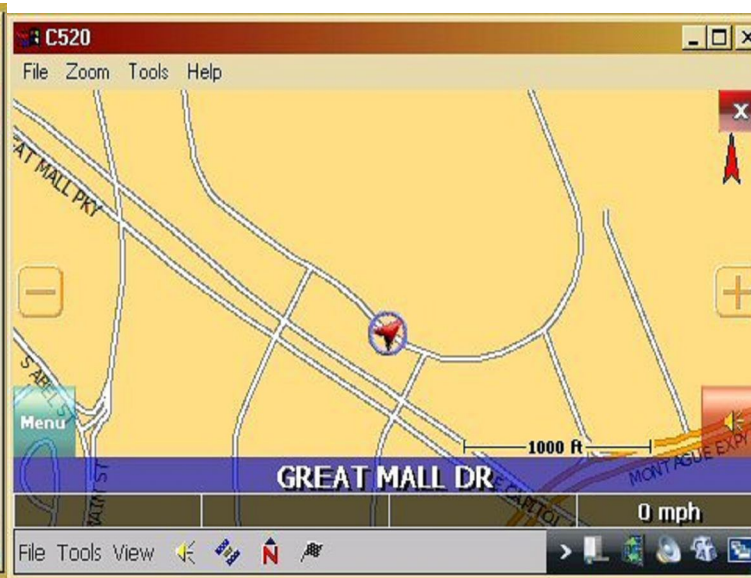 C520
File Zoom Tools Help
X
GREAT MALL PKY
S ABEL ST
Menu
1000 ft
MONTAGUE EXPY
GREAT MALL DR
MAIN ST
E CAPITOL
0 mph
File Tools View
N